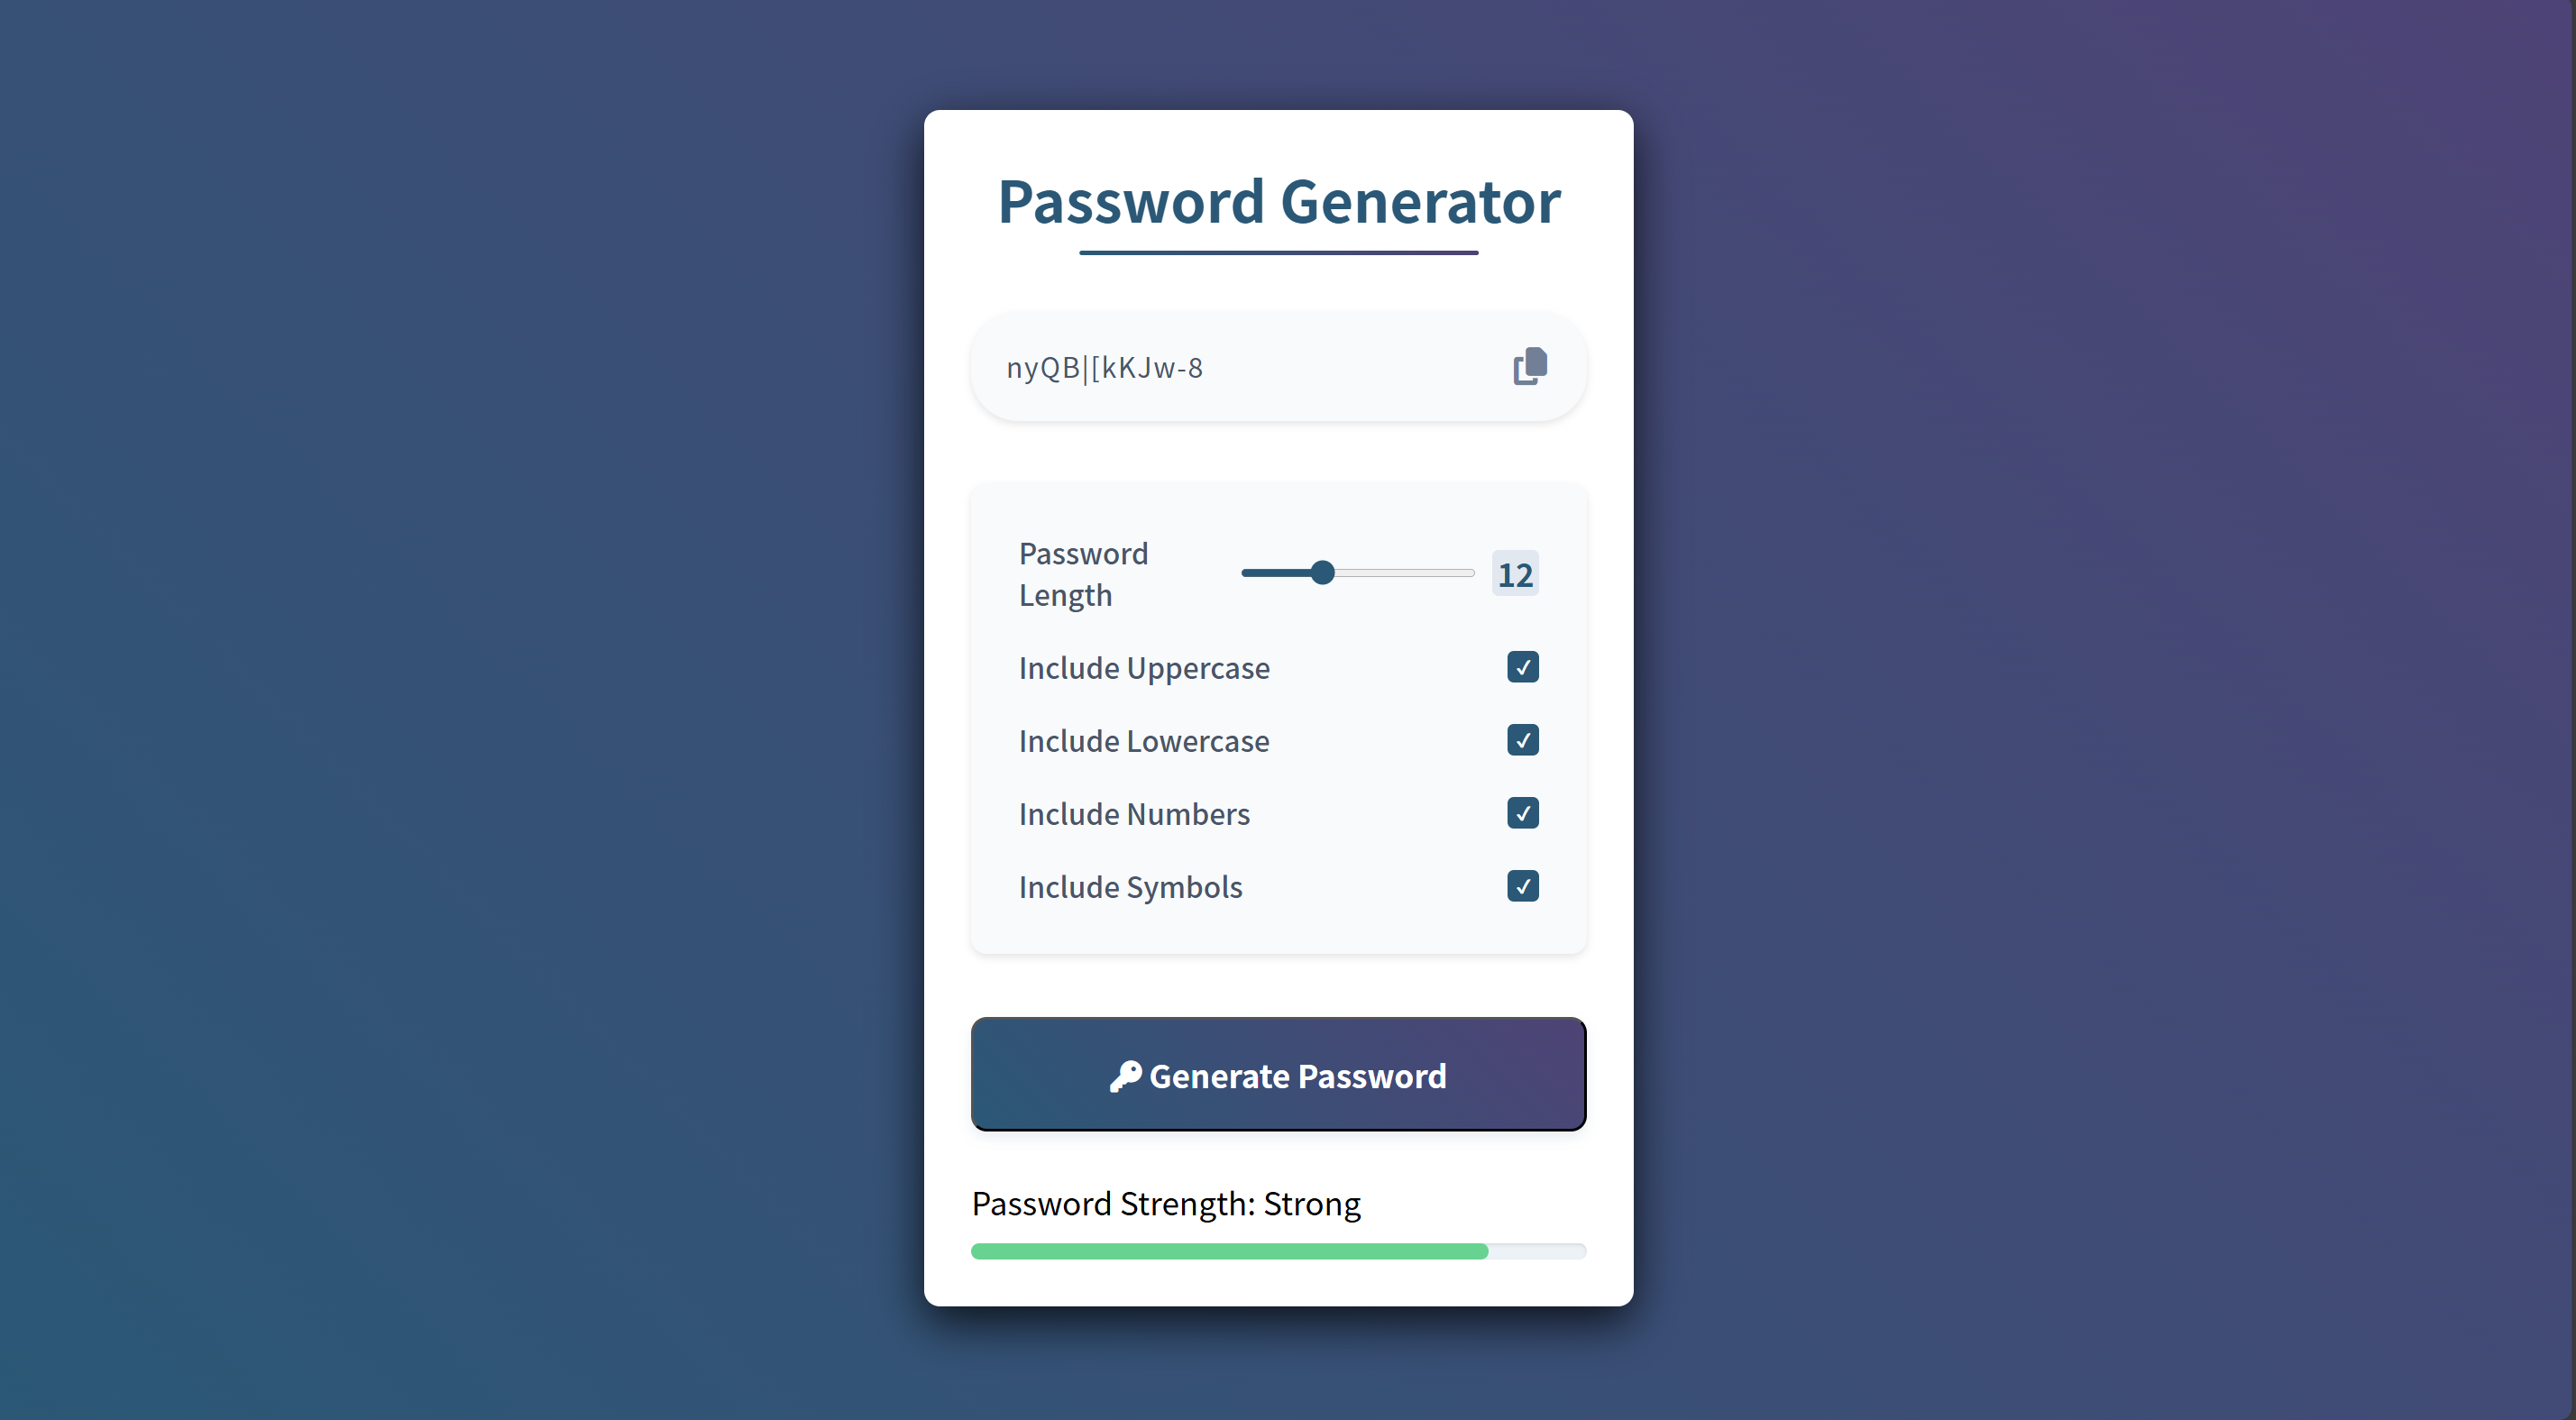 Password Generator
nyQB|[kKJw-8
Password
Length
12
Include Uppercase
Include Lowercase
Include Numbers
Include Symbols
Generate Password
Password Strength: Strong